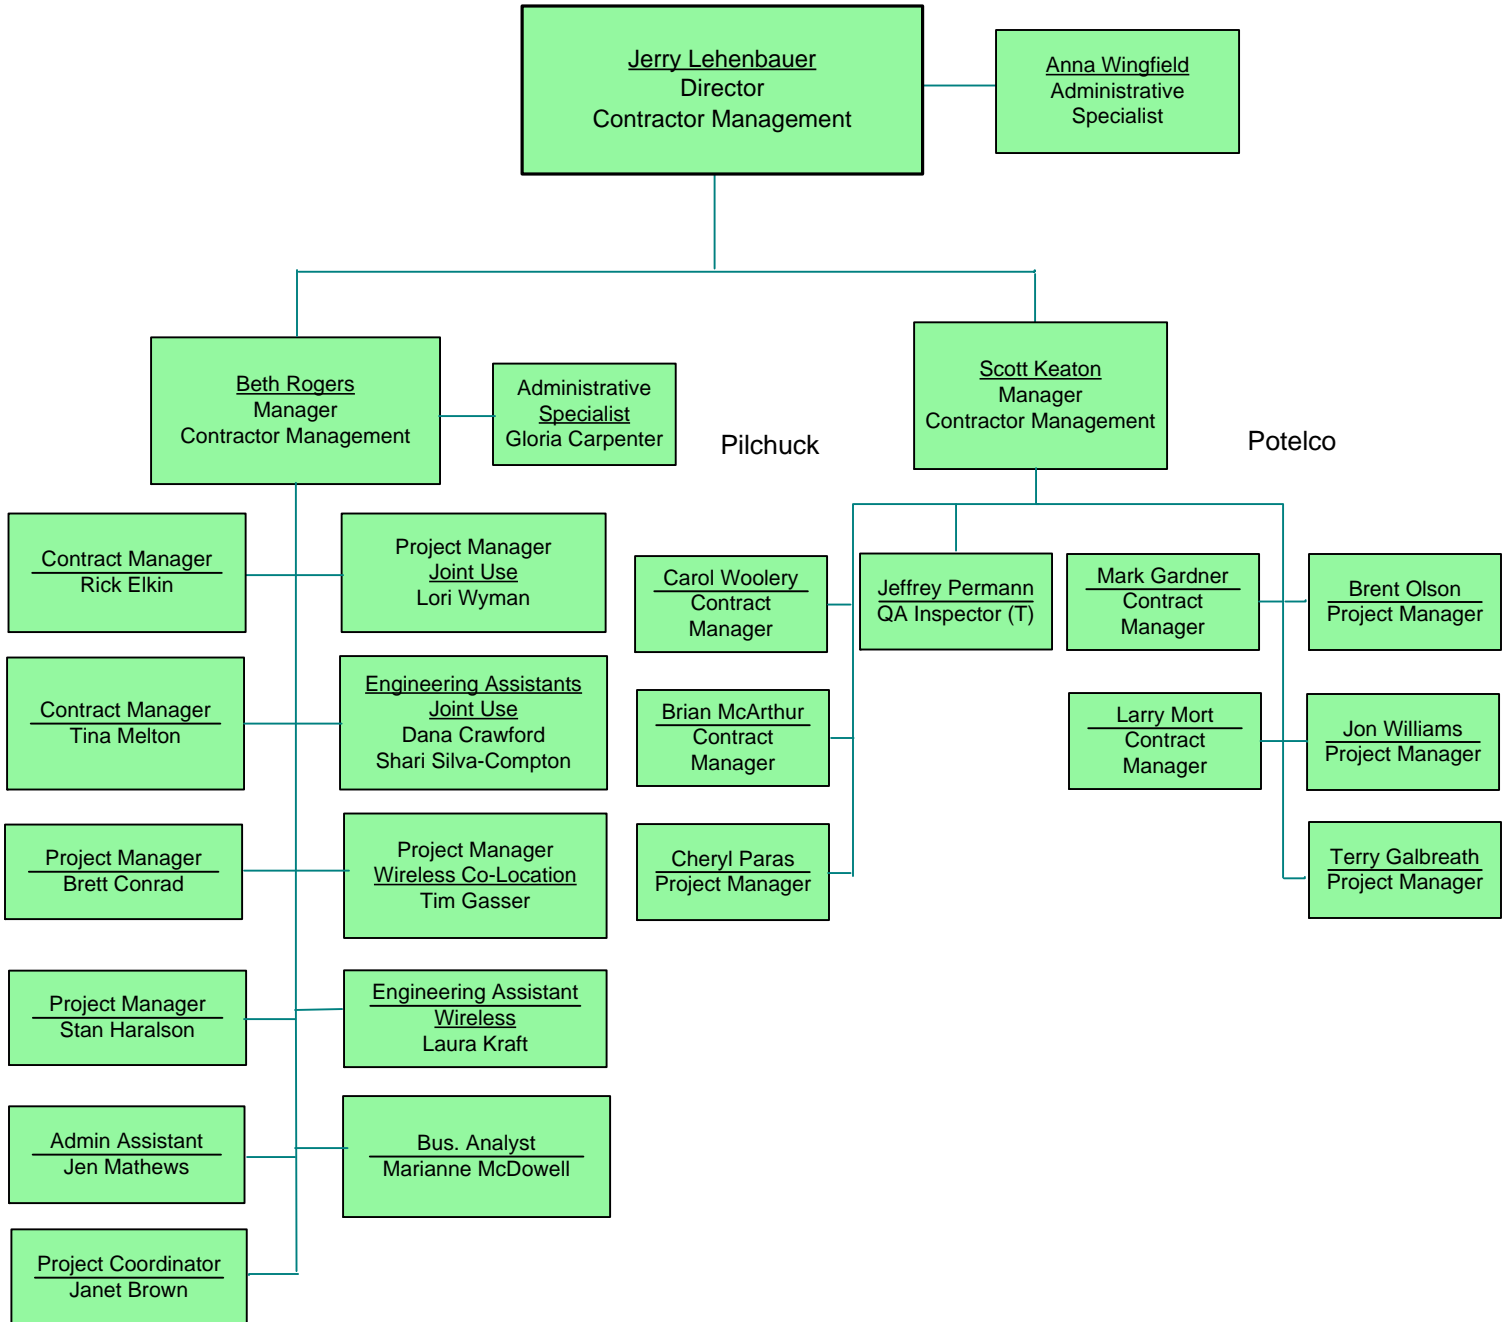 Jerry Lehenbauer
Director
Contractor Management
Anna Wingfield
Administrative
Specialist
Beth Rogers
Manager
Contractor Management
Administrative
Specialist
Gloria Carpenter
Pilchuck
Scott Keaton
Manager
Contractor Management
Potelco
Contract Manager
Rick Elkin
Project Manager
Joint Use
Lori Wyman
Contract Manager
Tina Melton
Engineering Assistants
Joint Use
Dana Crawford
Shari Silva-Compton
Project Manager
Brett Conrad
Project Manager
Wireless Co-Location
Tim Gasser
Project Manager
Stan Haralson
Engineering Assistant
Wireless
Laura Kraft
Admin Assistant
Jen Mathews
Bus. Analyst
Marianne McDowell
Project Coordinator
Janet Brown
Carol Woolery
Contract
Manager
Jeffrey Permann
QA Inspector (T)
Brian McArthur
Contract
Manager
Cheryl Paras
Project Manager
Mark Gardner
Contract
Manager
Brent Olson
Project Manager
Larry Mort
Contract
Manager
Jon Williams
Project Manager
Terry Galbreath
Project Manager